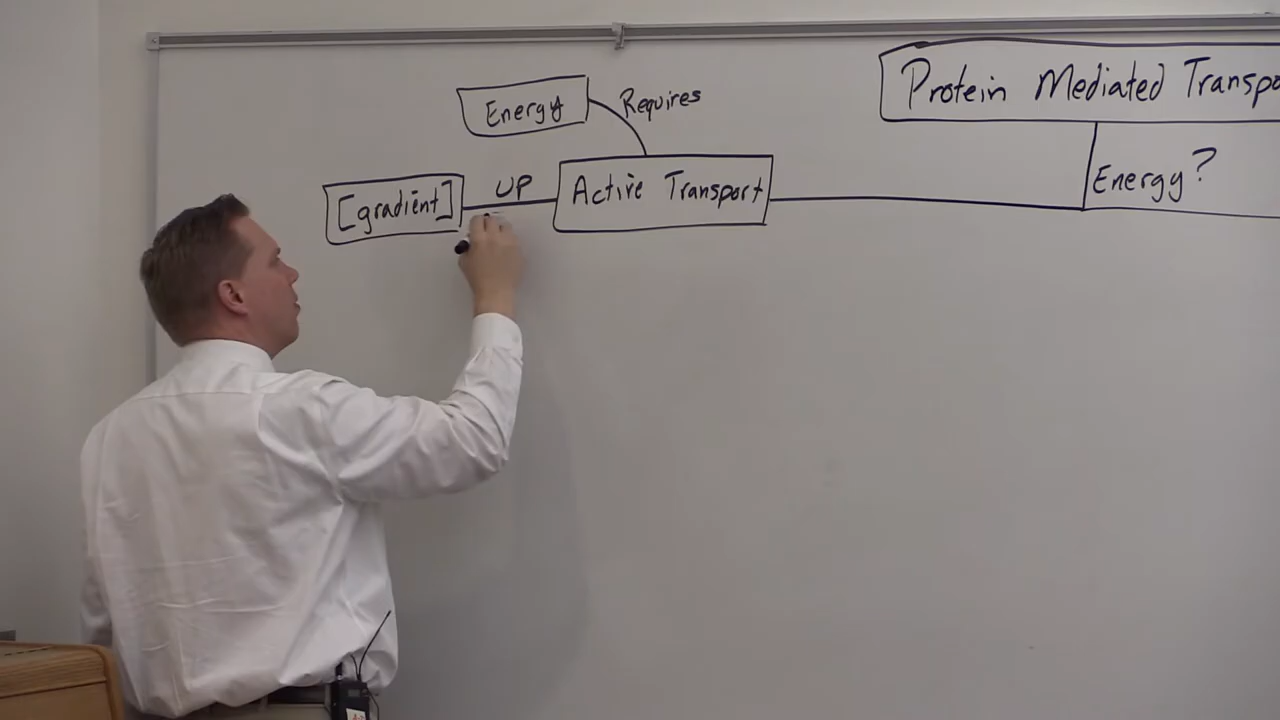 Protein Mediated Transpo
Energy?
Energy
Requires
Active Transport
UP
[gradient]